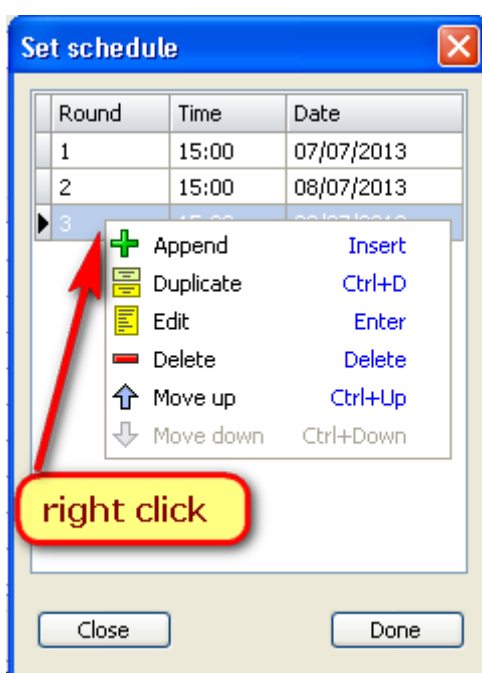 Set schedule
Round Time Date
1 15:00 07/07/2013
2 15:00 08/07/2013
3
Append Insert
Duplicate Ctrl+D
Edit Enter
Delete Delete
Move up Ctrl+Up
Move down Ctrl+Down
right click
Close Done